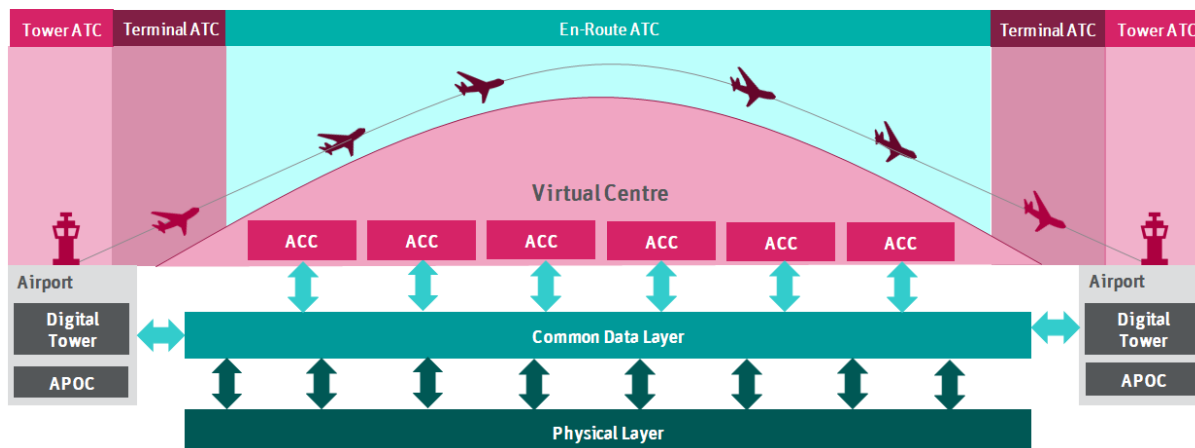 Tower ATC
Terminal ATC
En-Route ATC
Terminal ATC
Tower ATC
Virtual Centre
ACC
ACC
ACC
ACC
ACC
ACC
Airport
Digital
Tower
APOC
Common Data Layer
Physical Layer
Airport
Digital
Tower
APOC